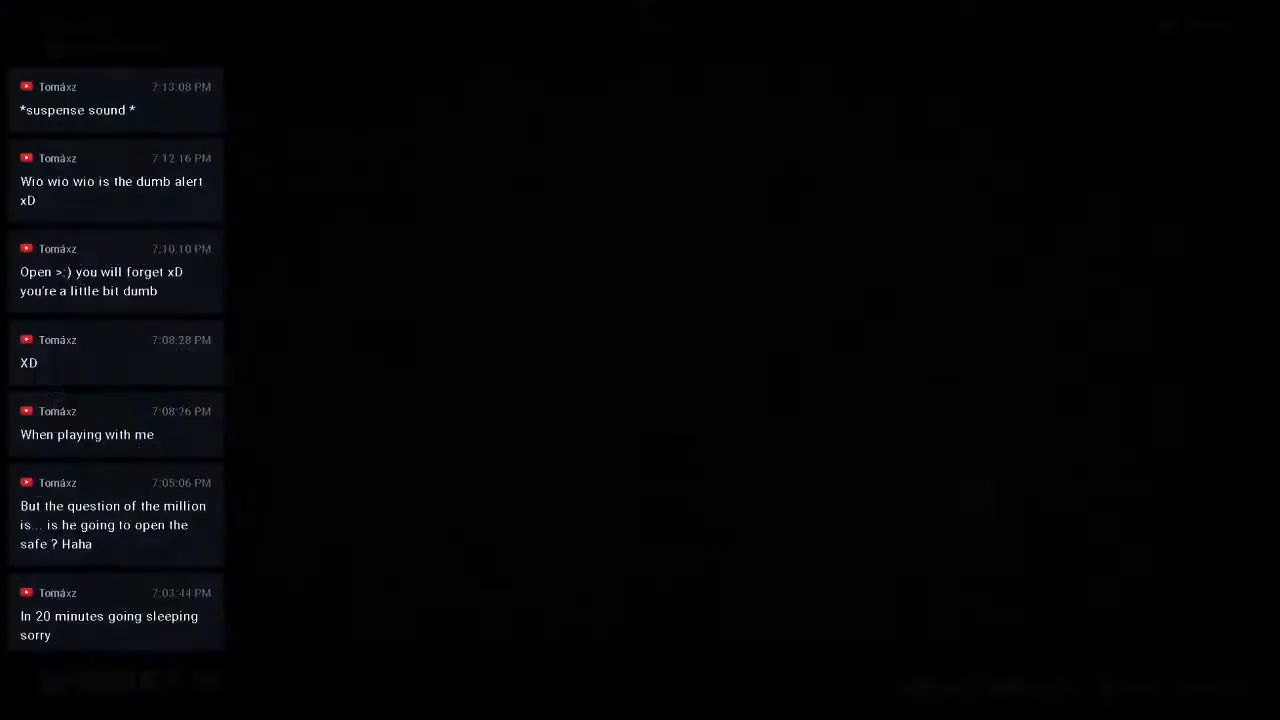 Tomáxz 7:13:08 PM
*suspense sound *
Tomáxz 7:12:16 PM
Wio wio wio is the dumb alert
xD
Tomáxz 7:10:10 PM
Open >:) you will forget xD
you're a little bit dumb
Tomáxz 7:08:28 PM
XD
Tomáxz 7:08:26 PM
When playing with me
Tomáxz 7:05:06 PM
But the question of the million
is... is he going to open the
safe ? Haha
Tomáxz 7:03:44 PM
In 20 minutes going sleeping
sorry